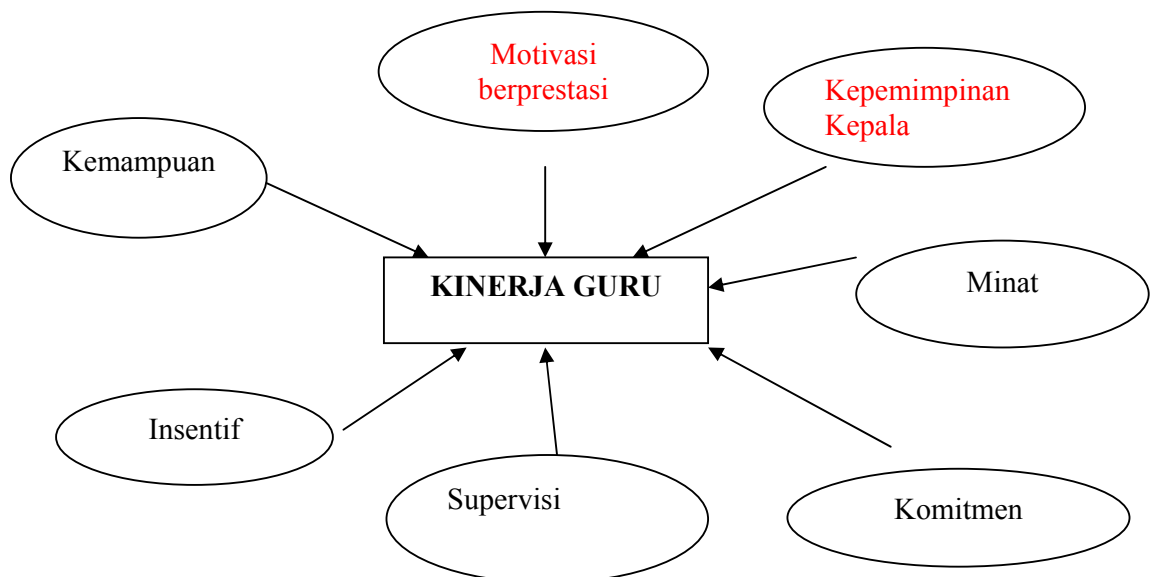 Motivasi
berprestasi
Kepemimpinan
Kepala
Kemampuan
KINERJA GURU
Minat
Insentif
Supervisi
Komitmen